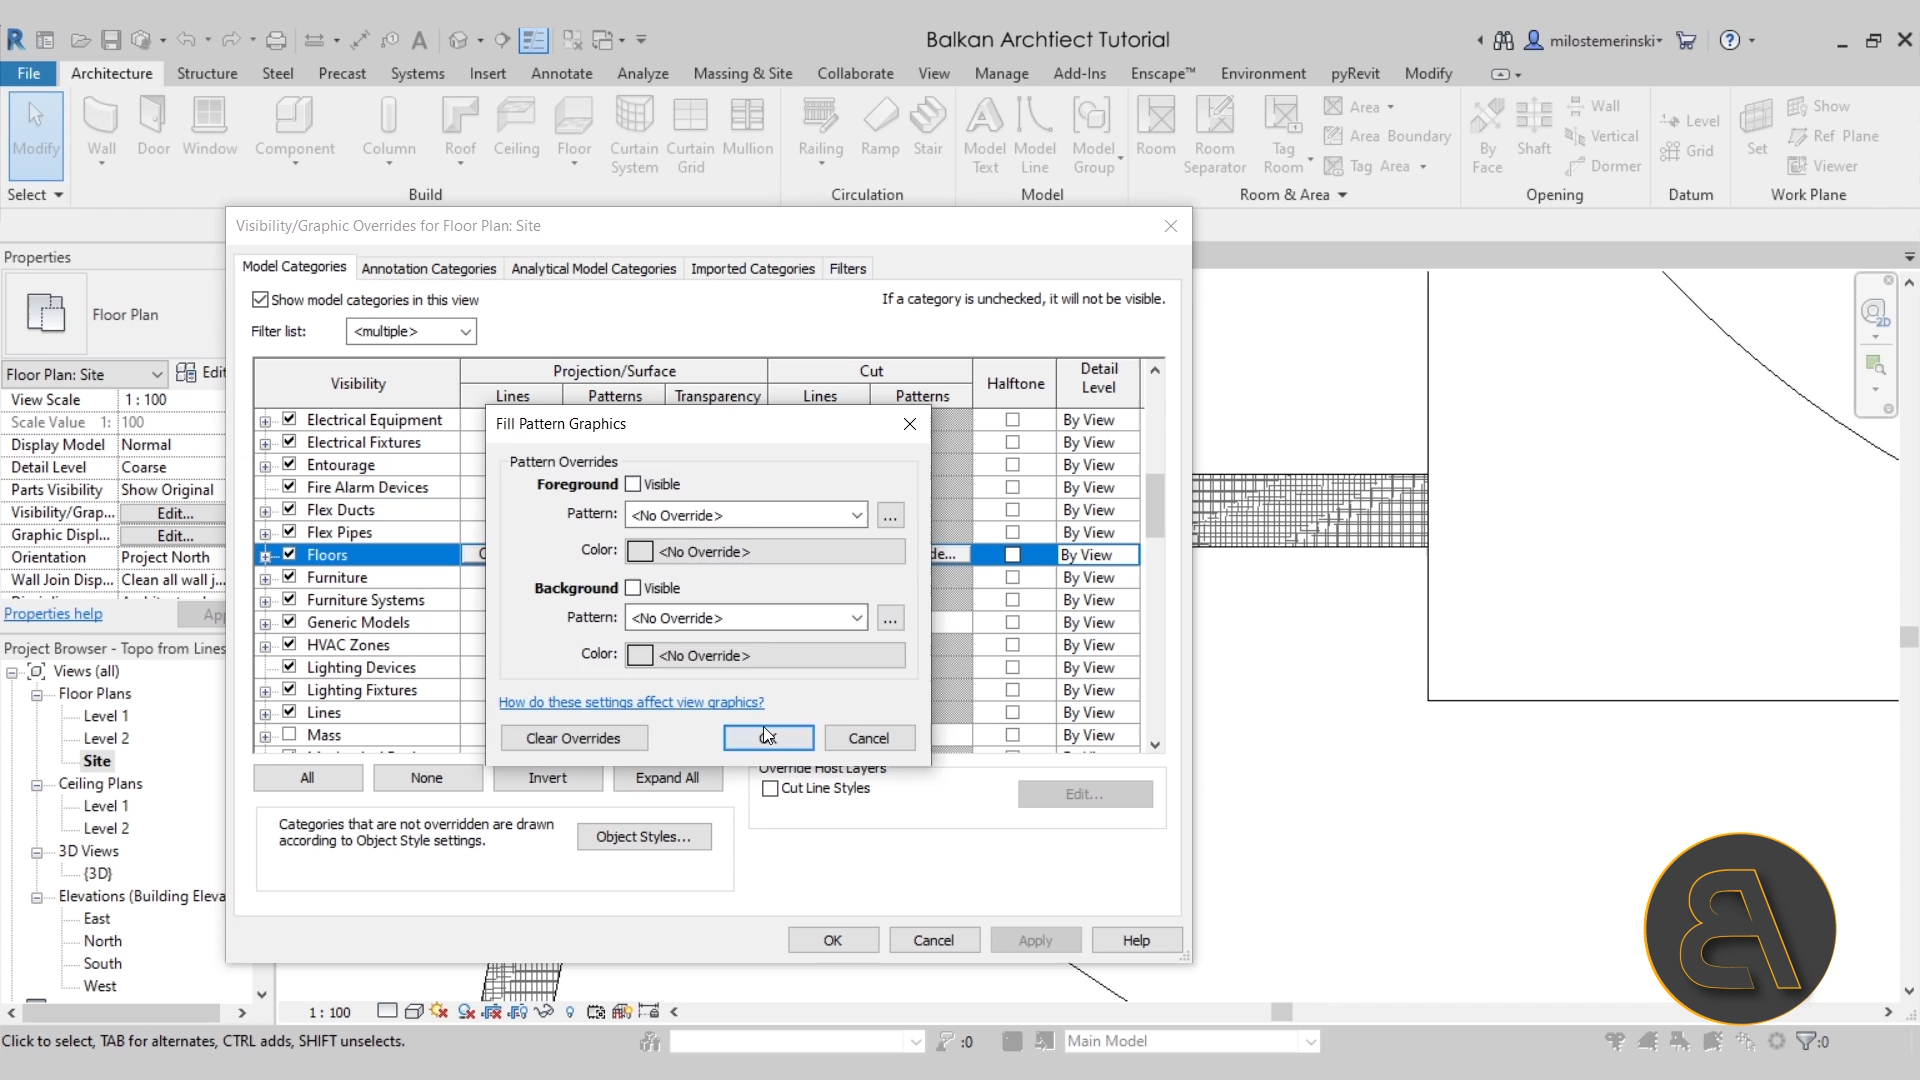 Balkan Archtiect Tutorial
milostemerinski
File Architecture Structure Steel Precast Systems Insert Annotate Analyze Massing & Site Collaborate View Manage Add-Ins Enscape™ Environment pyRevit Modify
Modify Wall Door Window Component Column Roof Ceiling Floor Curtain System Curtain Grid Mullion Railing Ramp Stair Model Text Model Line Model Group Room Room Separator Tag Room
Area
Area Boundary
Tag Area
By Face Shaft Wall
Vertical
Dormer
Level
Grid
Set Show
Ref Plane
Viewer
Select Build Circulation Model Room & Area Opening Datum Work Plane
Properties
Floor Plan
Floor Plan: Site Edit
View Scale 1 : 100
Scale Value 1: 100
Display Model Normal
Detail Level Coarse
Parts Visibility Show Original
Visibility/Grap... Edit...
Graphic Displ... Edit...
Orientation Project North
Wall Join Disp... Clean all wall j...
Properties help App
Project Browser - Topo from Lines
Views (all)
Floor Plans
Level 1
Level 2
Site
Ceiling Plans
Level 1
Level 2
3D Views
{3D}
Elevations (Building Eleva
East
North
South
West
Visibility/Graphic Overrides for Floor Plan: Site
Model Categories Annotation Categories Analytical Model Categories Imported Categories Filters
Show model categories in this view If a category is unchecked, it will not be visible.
Filter list: <multiple>
Visibility Projection/Surface Cut Halftone Detail Level
Lines Patterns Transparency Lines Patterns
Electrical Equipment By View
Electrical Fixtures By View
Entourage By View
Fire Alarm Devices By View
Flex Ducts By View
Flex Pipes By View
Floors de... By View
Furniture By View
Furniture Systems By View
Generic Models By View
HVAC Zones By View
Lighting Devices By View
Lighting Fixtures By View
Lines By View
Mass By View
Fill Pattern Graphics
Pattern Overrides
Foreground Visible
Pattern: <No Override> ...
Color: <No Override>
Background Visible
Pattern: <No Override> ...
Color: <No Override>
How do these settings affect view graphics?
Clear Overrides OK Cancel
All None Invert Expand All
Override Host Layers
Cut Line Styles Edit...
Categories that are not overridden are drawn
according to Object Style settings.
Object Styles...
OK Cancel Apply Help
2D
1 : 100
Click to select, TAB for alternates, CTRL adds, SHIFT unselects.
:0 Main Model :0